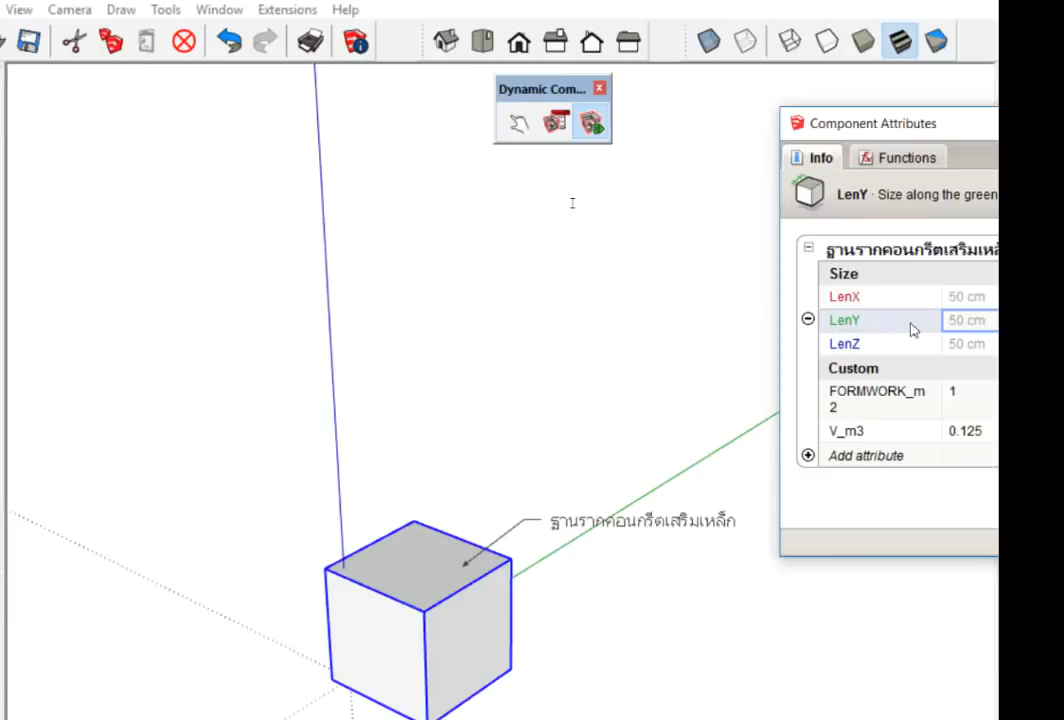 View Camera Draw Tools Window Extensions Help
Dynamic Com...
Component Attributes
Info Functions
LenY · Size along the green
ฐานรากคอนกรีตเสริมเหล็
Size
LenX 50 cm
LenY 50 cm
LenZ 50 cm
Custom
FORMWORK_m
2 1
V_m3 0.125
Add attribute
ฐานรากคอนกรีตเสริมเหล็ก